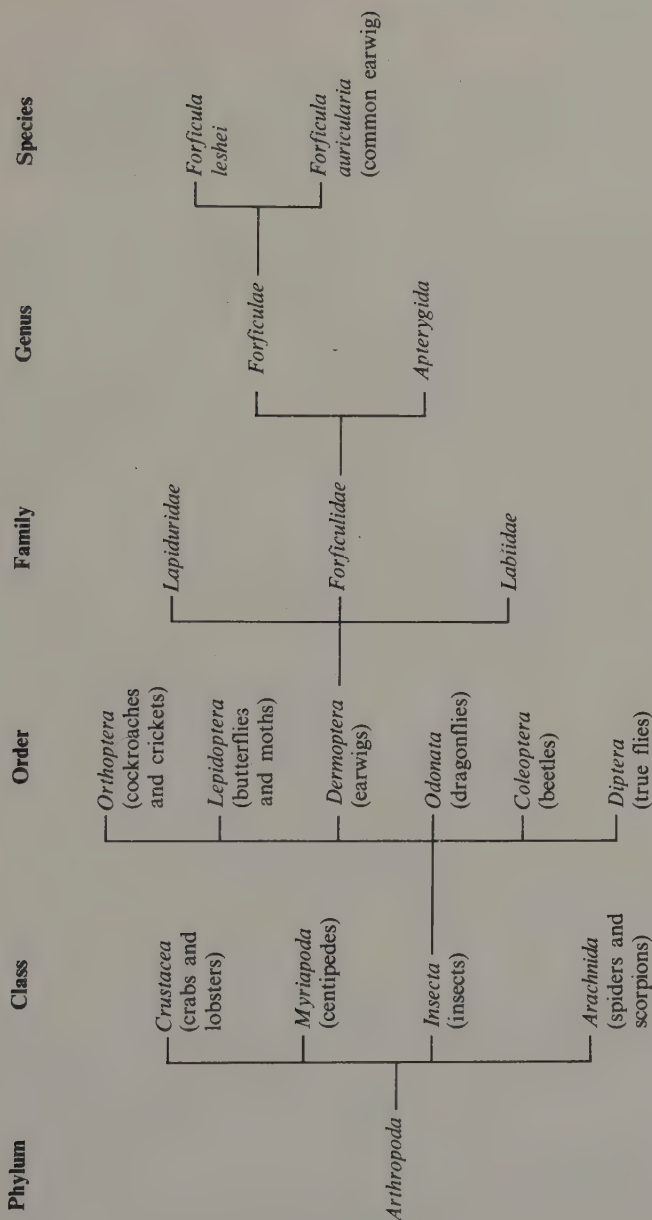 Phylum
Class
Order
Family
Genus
Species
Arthropoda
Crustacea
(crabs and
lobsters)
Myriapoda
(centipedes)
Insecta
(insects)
Arachnida
(spiders and
scorpions)
Orthoptera
(cockroaches
and crickets)
Lepidoptera
(butterflies
and moths)
Dermoptera
(earwigs)
Odonata
(dragonflies)
Coleoptera
(beetles)
Diptera
(true flies)
Lapiduridae
Forficulidae
Labiidae
Forficulae
Apterygida
Forficula
leshei
Forficula
auricularia
(common earwig)